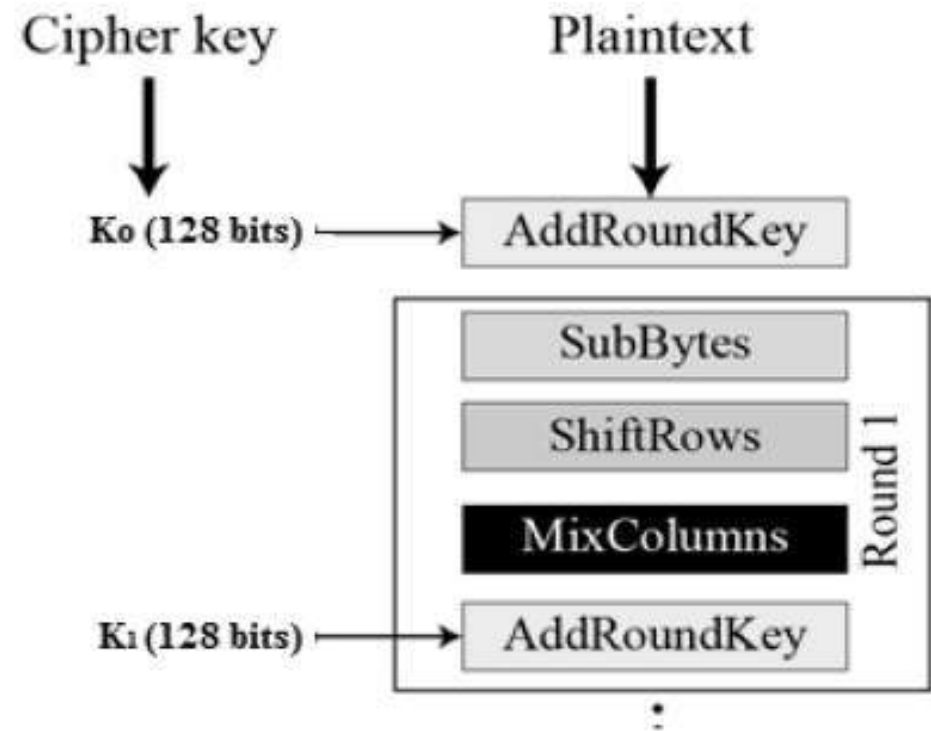 Cipher key
Plaintext
K0 (128 bits)
AddRoundKey
SubBytes
ShiftRows
MixColumns
Round 1
K1 (128 bits)
AddRoundKey